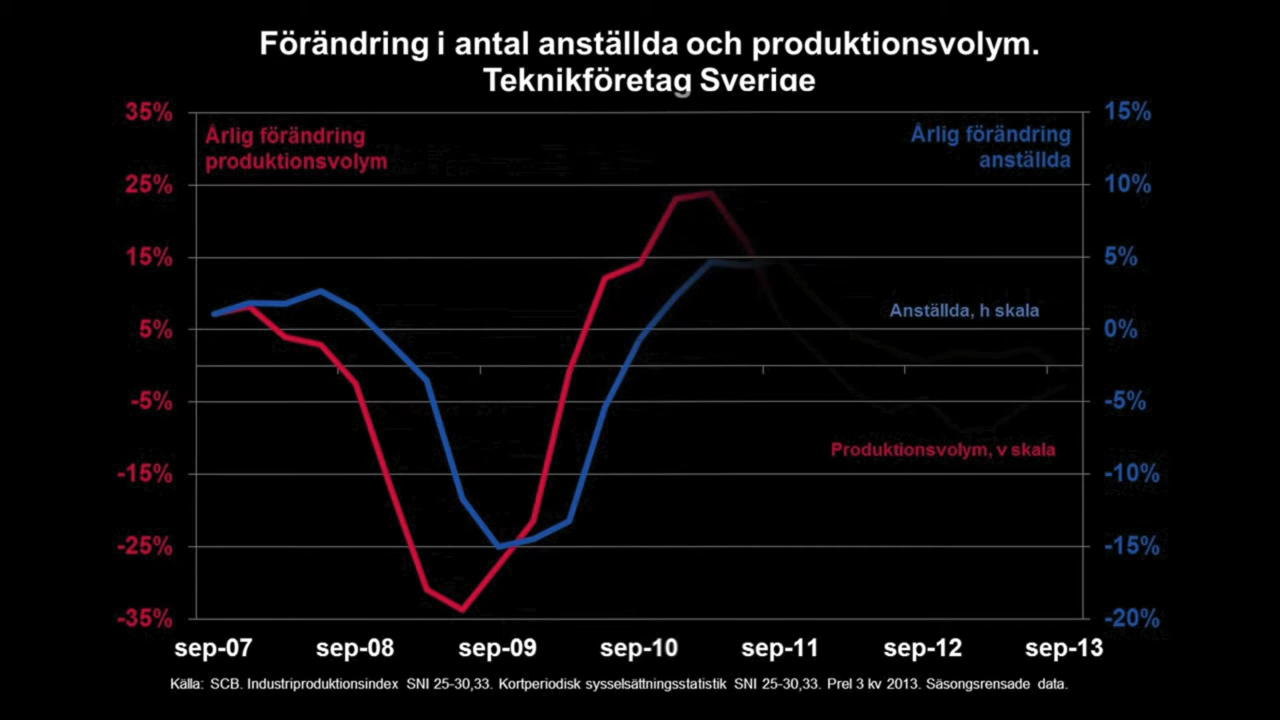 Förändring i antal anställda och produktionsvolym.
Teknikföretag Sverige
35%
15%
Årlig förändring
produktionsvolym
Årlig förändring
anställda
25%
10%
15%
5%
Anställda, h skala
5%
0%
-5%
-5%
Produktionsvolym, v skala
-15%
-10%
-25%
-15%
-35%
-20%
sep-07 sep-08 sep-09 sep-10 sep-11 sep-12 sep-13
Källa: SCB. Industriproduktionsindex SNI 25-30,33. Kortperiodisk sysselsättningsstatistik SNI 25-30,33. Prel 3 kv 2013. Säsongsrensade data.